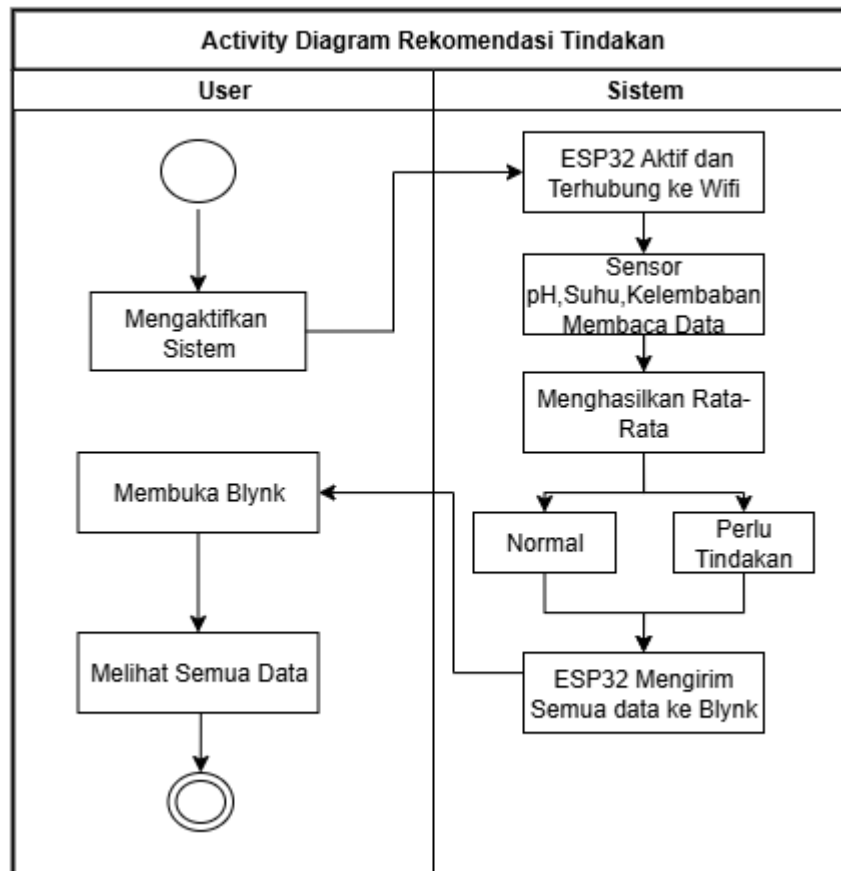 Activity Diagram Rekomendasi Tindakan
User
Sistem
Mengaktifkan
Sistem
ESP32 Aktif dan
Terhubung ke Wifi
Sensor
pH,Suhu,Kelembaban
Membaca Data
Menghasilkan Rata-
Rata
Normal
Perlu
Tindakan
ESP32 Mengirim
Semua data ke Blynk
Membuka Blynk
Melihat Semua Data